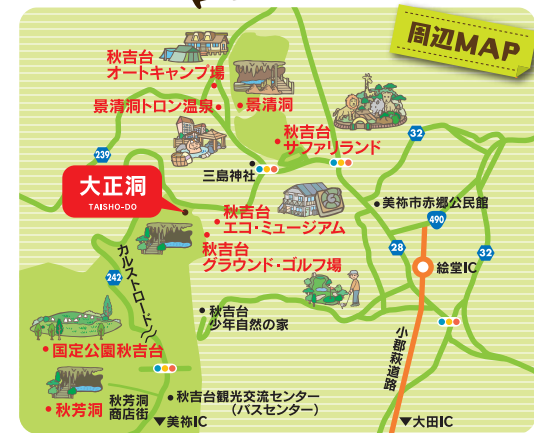 周辺MAP
秋吉台
オートキャンプ場
景清洞トロン温泉
景清洞
秋吉台
サファリランド
32
239
三島神社
大正洞
TAISHO-DO
美祢市赤郷公民館
490
秋吉台
エコ・ミュージアム
28
32
秋吉台
グラウンド・ゴルフ場
絵堂IC
242
カルストロード
秋吉台
少年自然の家
国定公園秋吉台
小郡萩道路
秋芳洞
秋芳洞
商店街
秋吉台観光交流センター
(バスセンター)
▼美祢IC
▼大田IC